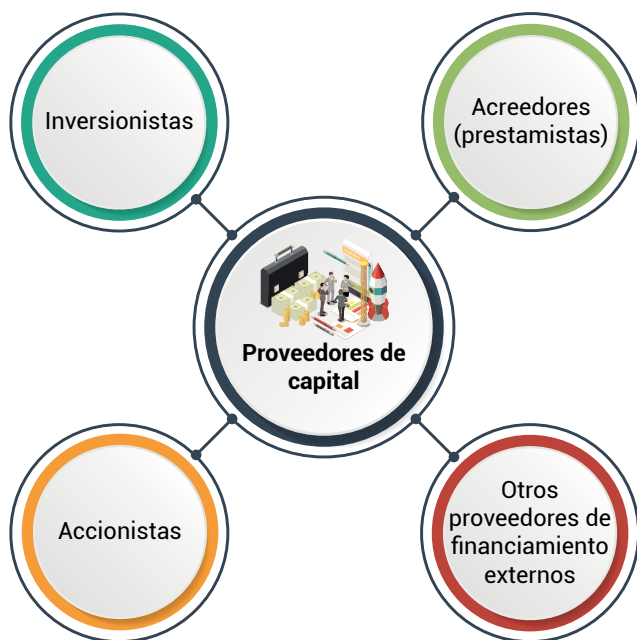 Inversionistas
Acreedores
(prestamistas)
Proveedores de
capital
Accionistas
Otros
proveedores de
financiamiento
externos